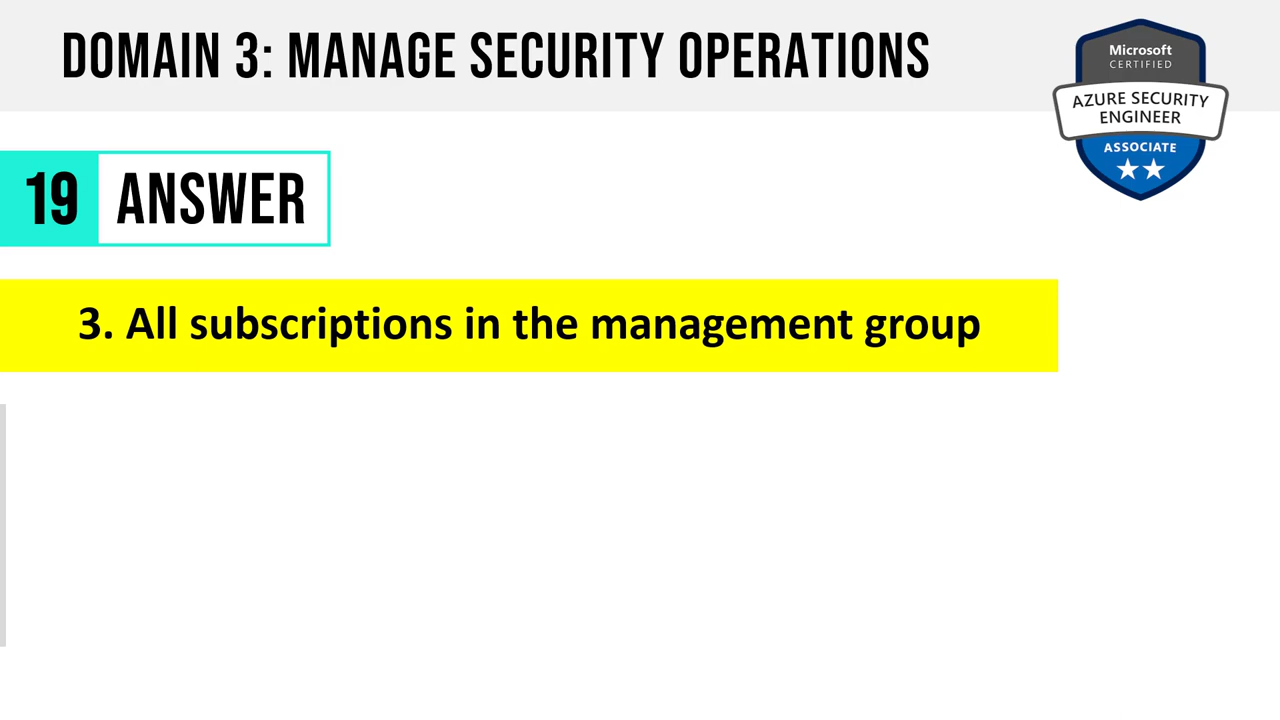 DOMAIN 3: MANAGE SECURITY OPERATIONS
Microsoft
CERTIFIED
AZURE SECURITY
ENGINEER
ASSOCIATE
19 ANSWER
3. All subscriptions in the management group